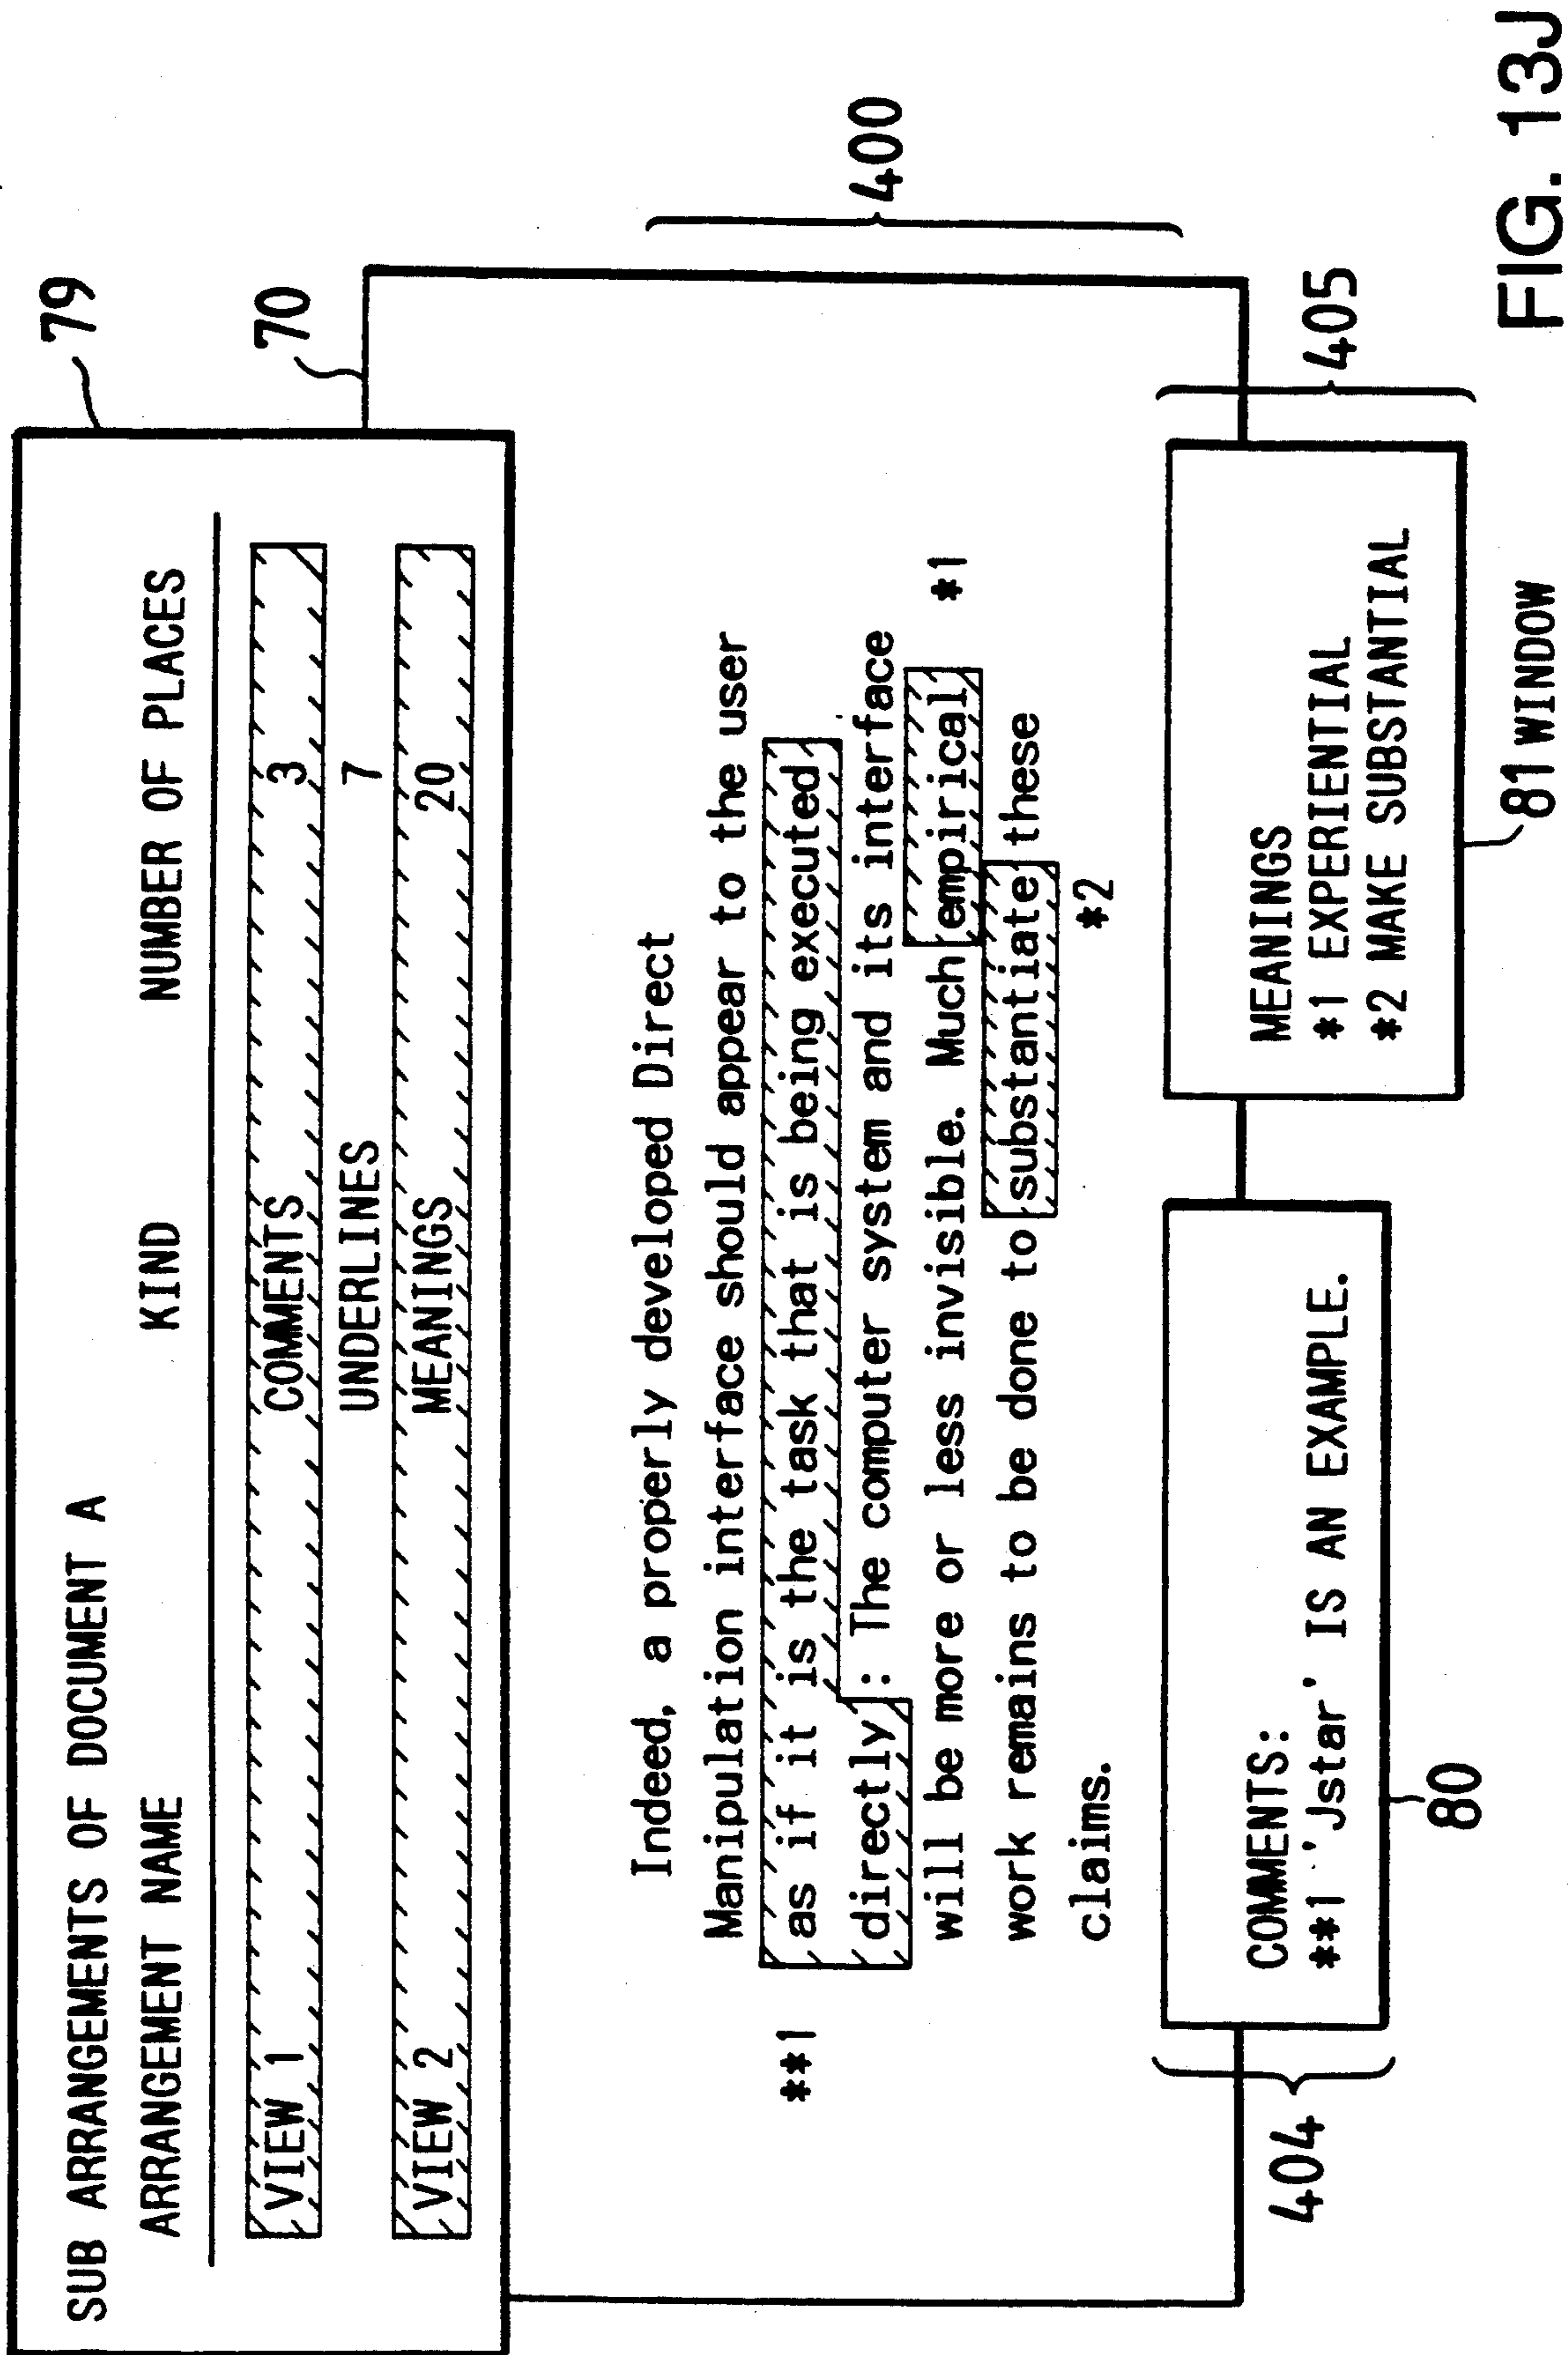 SUB ARRANGEMENTS OF DOCUMENT A
79
ARRANGEMENT NAME KIND NUMBER OF PLACES
VIEW 1 COMMENTS 3
UNDERLINES 7
VIEW 2 MEANINGS 20
70
Indeed, a properly developed Direct
Manipulation interface should appear to the user
**1 as if it is the task that is being executed
directly : The computer system and its interface
will be more or less invisible. Much empirical *1
work remains to be done to substantiate these
*2
claims.
400
COMMENTS:
**1 'Jstar' IS AN EXAMPLE.
404
80
MEANINGS
*1 EXPERIENTIAL
*2 MAKE SUBSTANTIAL
405
81 WINDOW
FIG. 13J